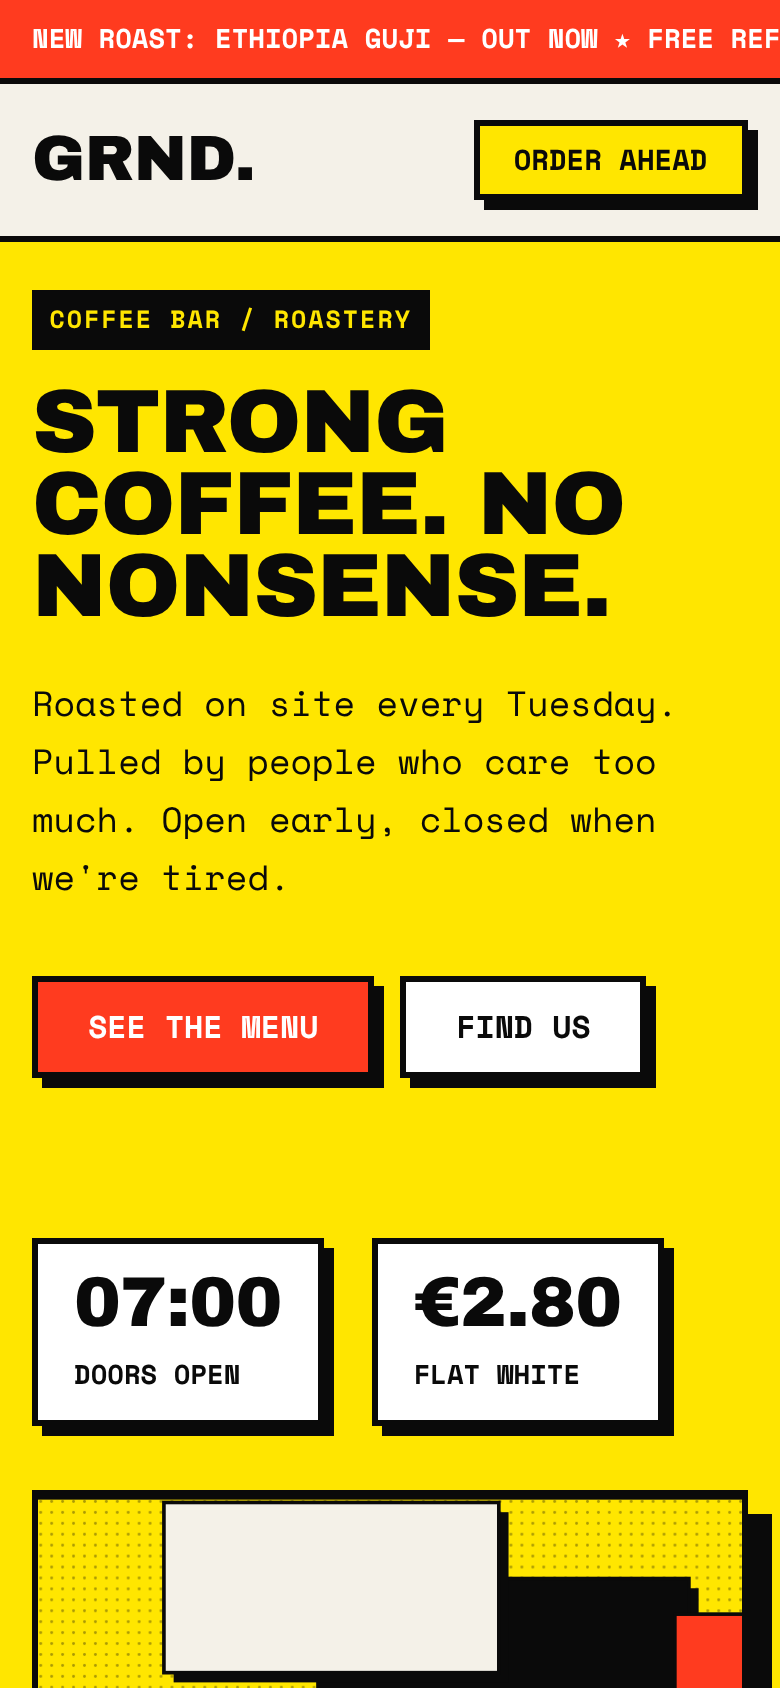 NEW ROAST: ETHIOPIA GUJI — OUT NOW ★ FREE
GRND.
ORDER AHEAD
COFFEE BAR / ROASTERY
STRONG
COFFEE. NO
NONSENSE.
Roasted on site every Tuesday.
Pulled by people who care too
much. Open early, closed when
we're tired.
SEE THE MENU
FIND US
07:00
DOORS OPEN
€2.80
FLAT WHITE